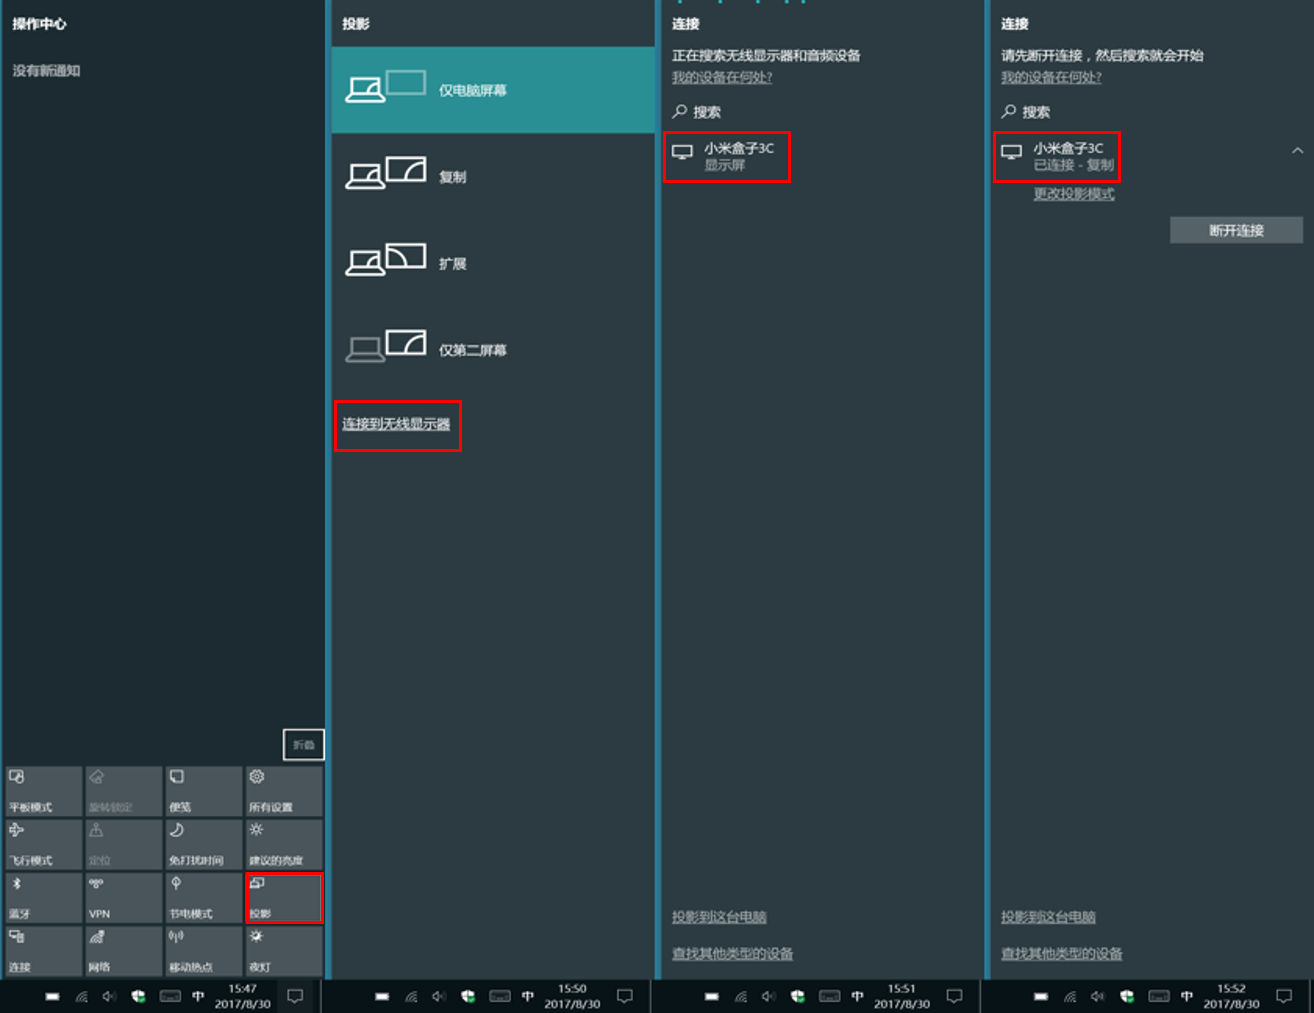 操作中心
没有新通知
折叠
平板模式
旋转锁定
便笺
所有设置
飞行模式
定位
免打扰时间
建议的亮度
蓝牙
VPN
节电模式
投影
连接
网络
移动热点
夜灯
中
15:47
2017/8/30
投影
仅电脑屏幕
复制
扩展
仅第二屏幕
连接到无线显示器
中
15:50
2017/8/30
连接
正在搜索无线显示器和音频设备
我的设备在何处?
搜索
小米盒子3C
显示屏
投影到这台电脑
查找其他类型的设备
中
15:51
2017/8/30
连接
请先断开连接，然后搜索就会开始
我的设备在何处?
搜索
小米盒子3C
已连接 - 复制
更改投影模式
断开连接
投影到这台电脑
查找其他类型的设备
中
15:52
2017/8/30